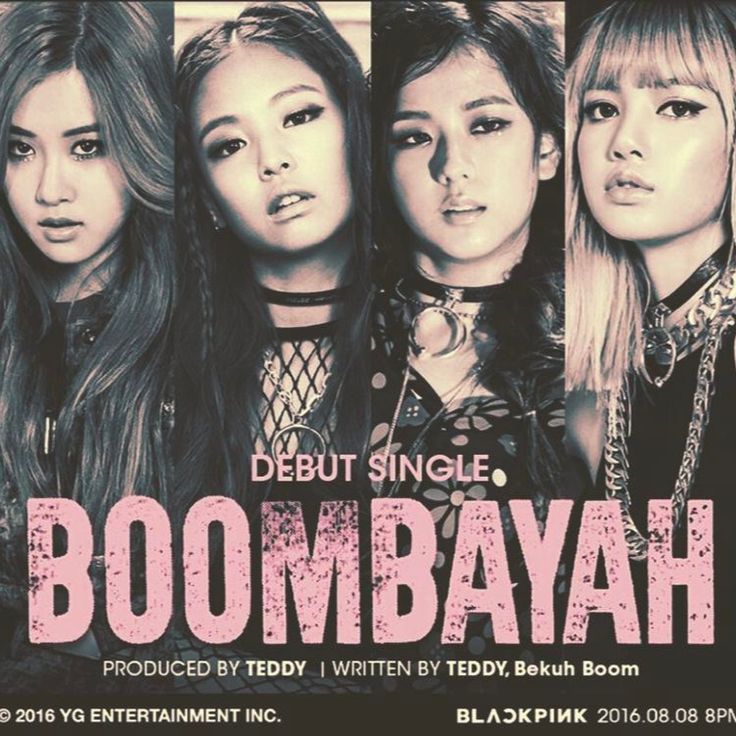 DEBUT SINGLE
BOOMBAYAH
PRODUCED BY TEDDY | WRITTEN BY TEDDY, Bekuh Boom
© 2016 YG ENTERTAINMENT INC.
BLΛCKPIИK 2016.08.08 8PM